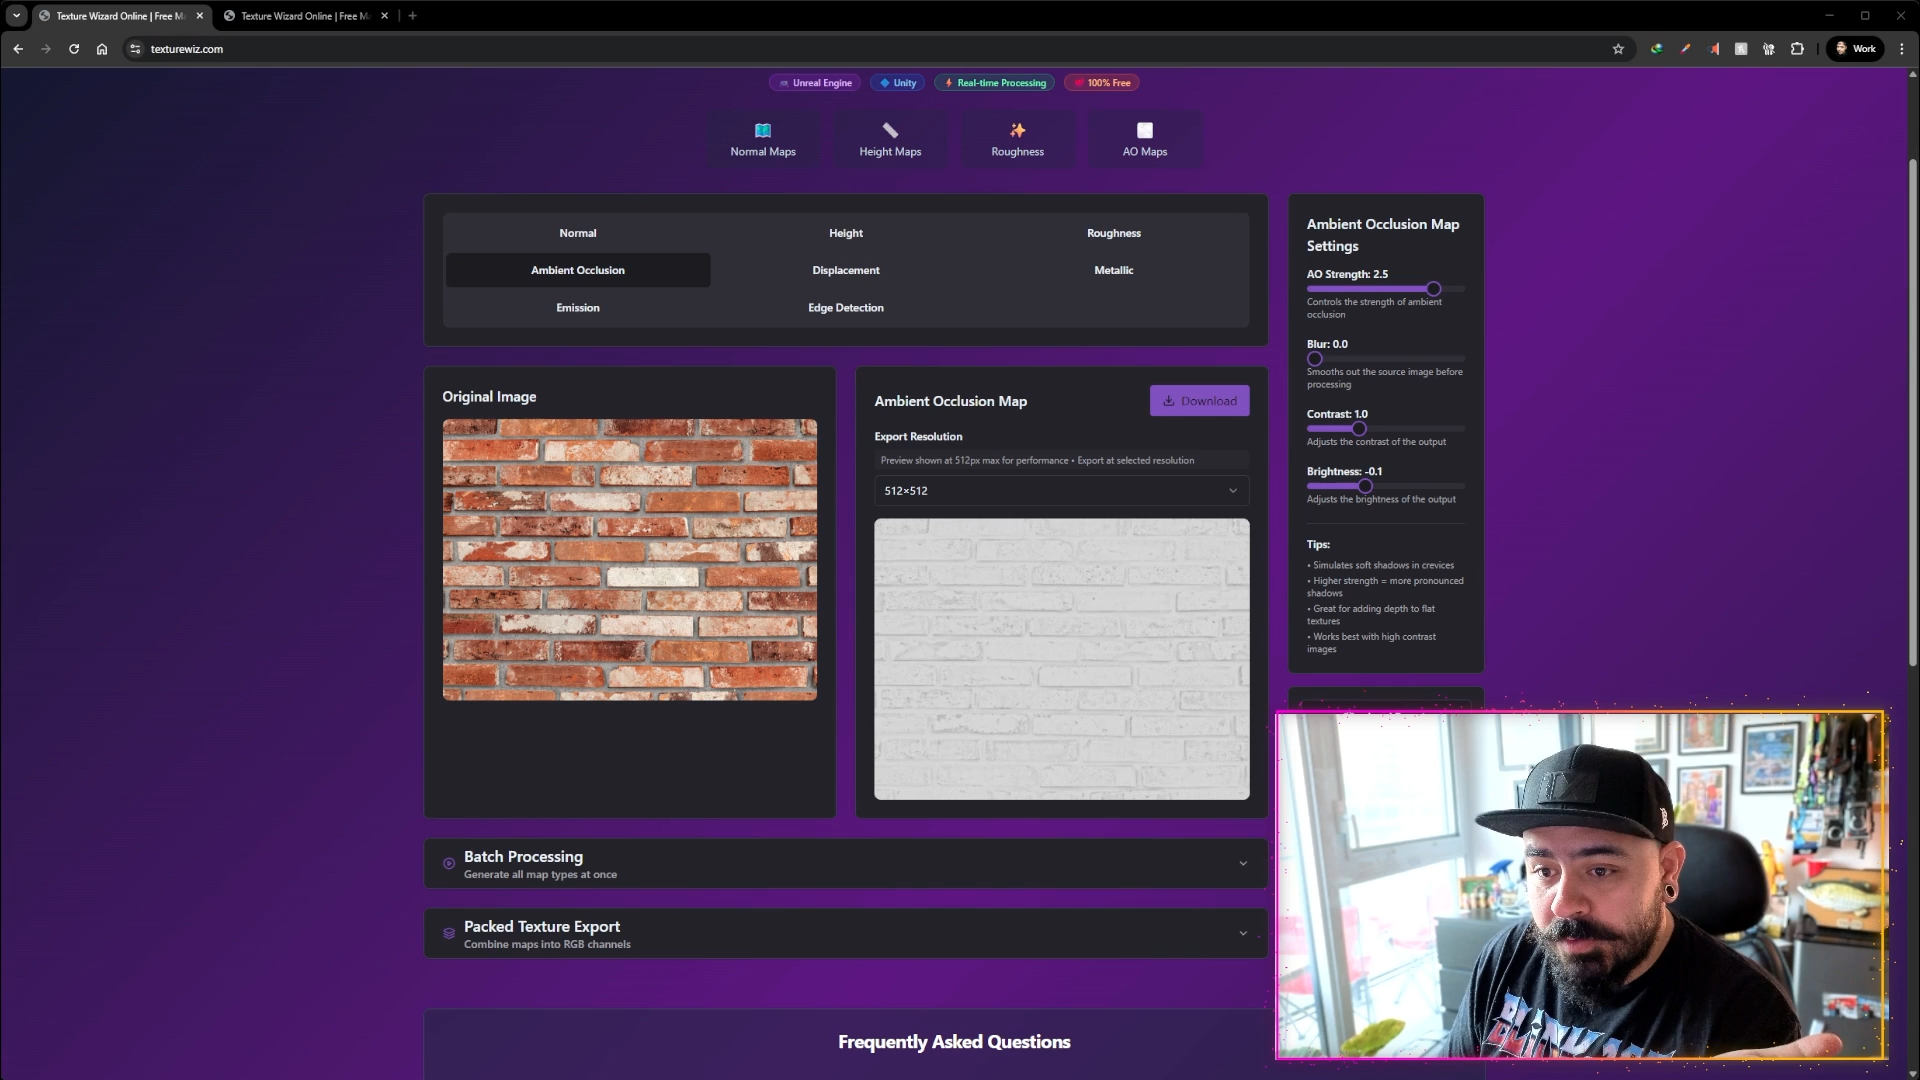 Texture Wizard Online | Free M
Texture Wizard Online | Free M
texturewiz.com
Work
Unreal Engine
Unity
Real-time Processing
100% Free
Normal Maps
Height Maps
Roughness
AO Maps
Normal
Height
Roughness
Ambient Occlusion
Displacement
Metallic
Emission
Edge Detection
Original Image
Ambient Occlusion Map
Download
Export Resolution
Preview shown at 512px max for performance • Export at selected resolution
512×512
Batch Processing
Generate all map types at once
Packed Texture Export
Combine maps into RGB channels
Frequently Asked Questions
Ambient Occlusion Map
Settings
AO Strength: 2.5
Controls the strength of ambient
occlusion
Blur: 0.0
Smooths out the source image before
processing
Contrast: 1.0
Adjusts the contrast of the output
Brightness: -0.1
Adjusts the brightness of the output
Tips:
• Simulates soft shadows in crevices
• Higher strength = more pronounced
shadows
• Great for adding depth to flat
textures
• Works best with high contrast
images